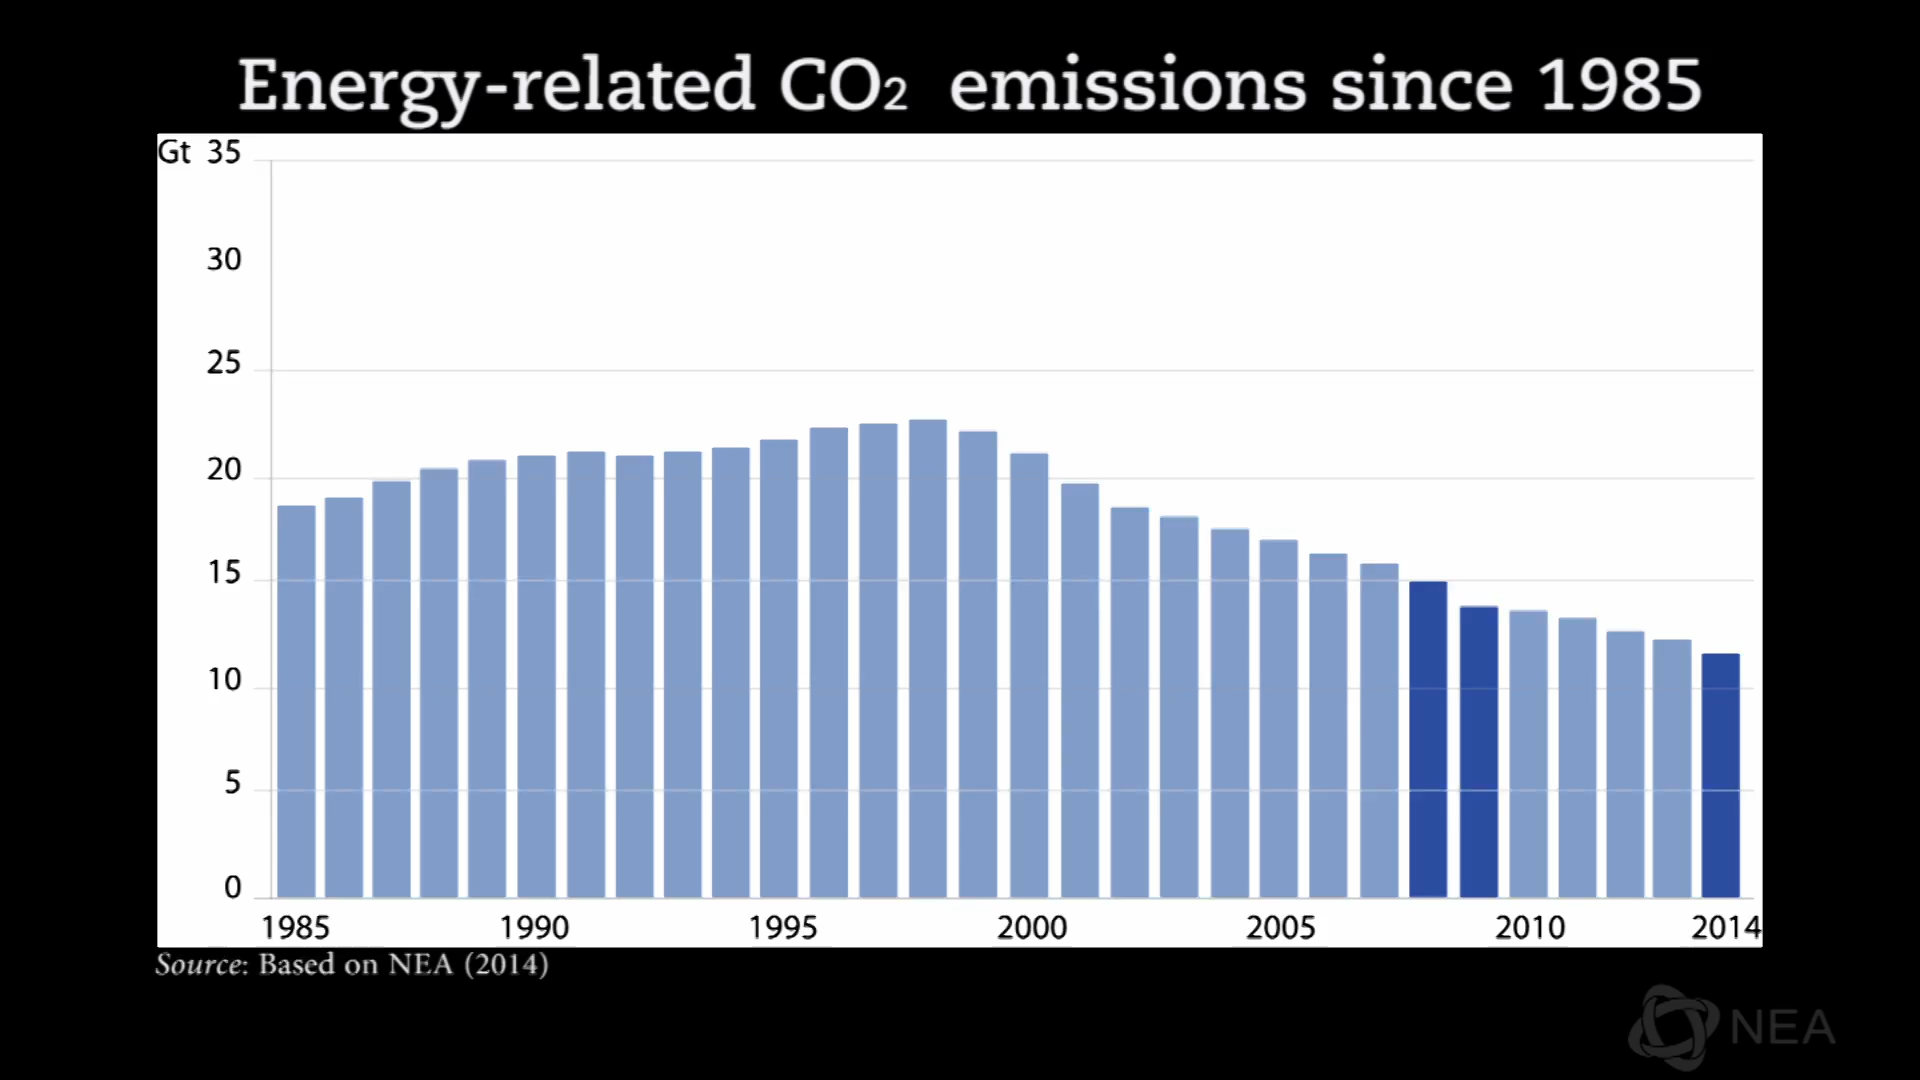 Energy-related CO2 emissions since 1985
Gt 35
30
25
20
15
10
5
0
1985 1990 1995 2000 2005 2010 2014
Source: Based on NEA (2014)
NEA